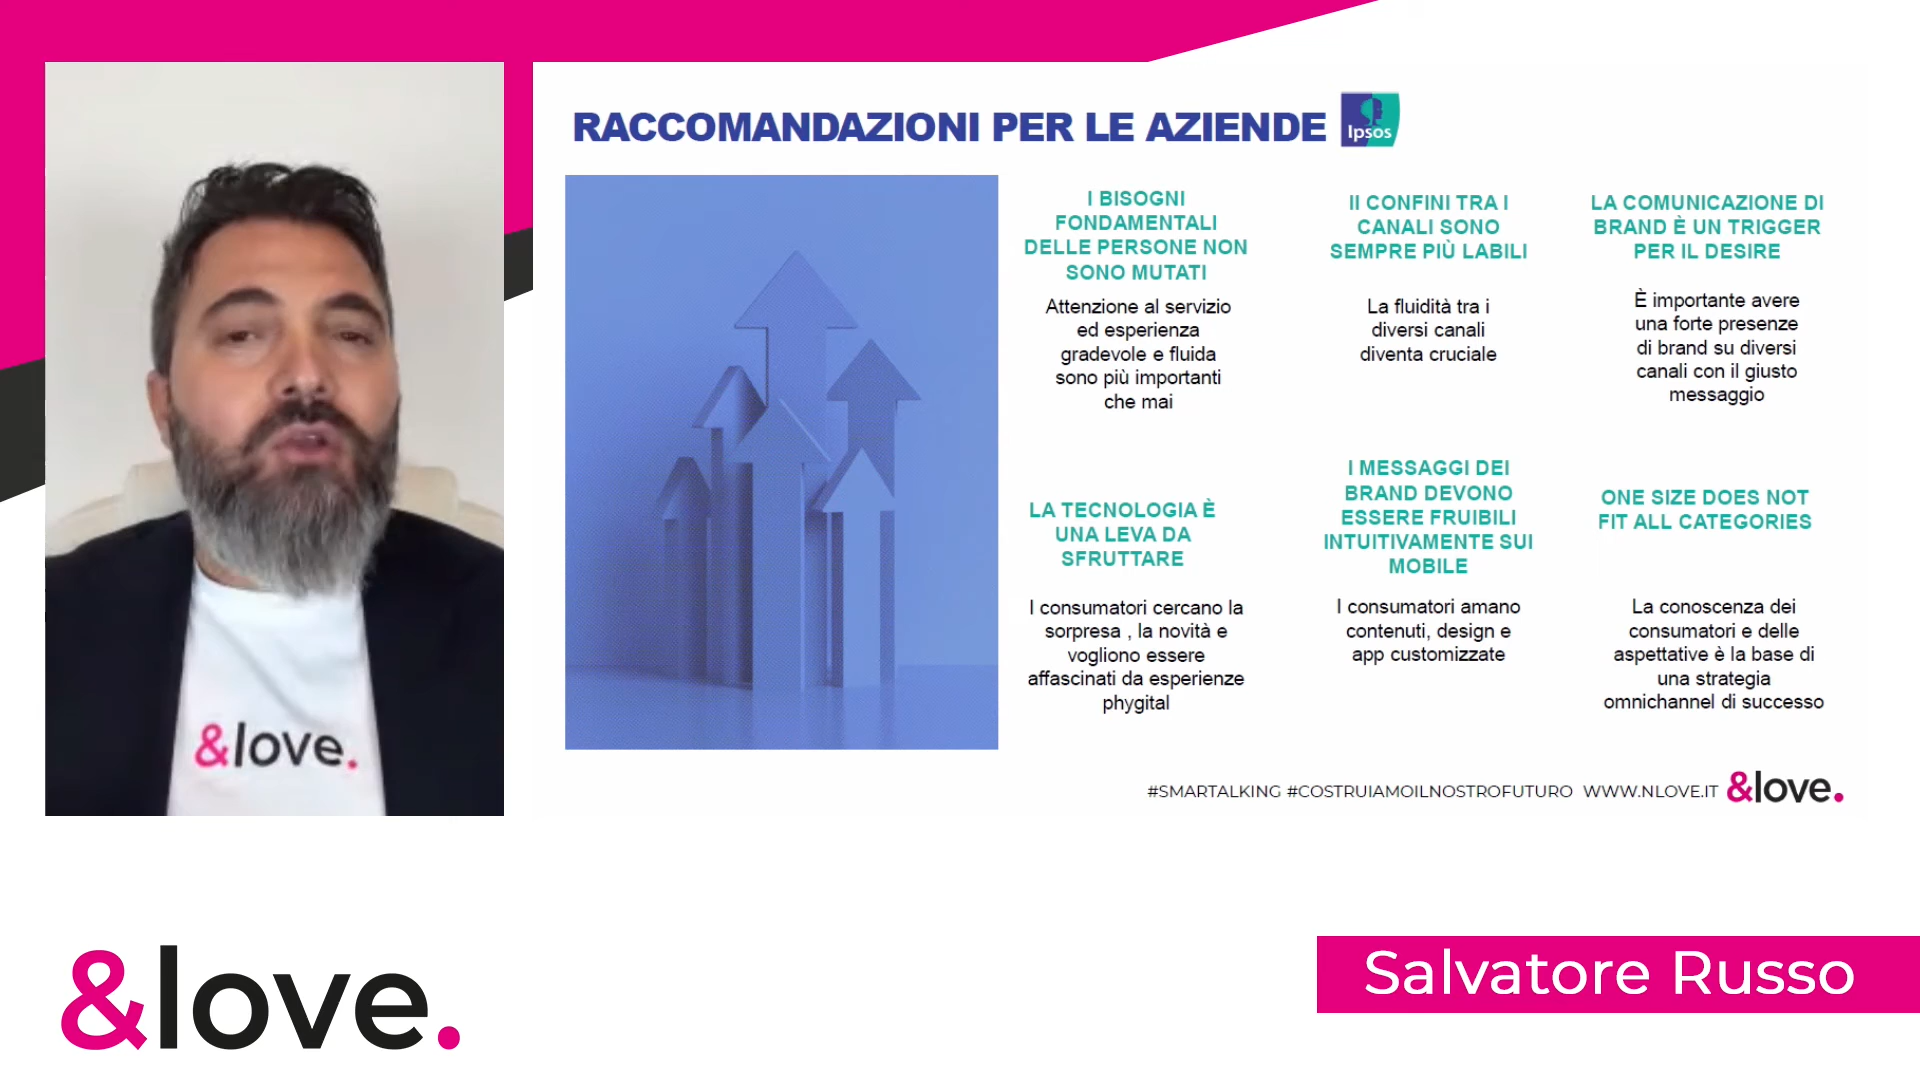 RACCOMANDAZIONI PER LE AZIENDE
Ipsos
I BISOGNI
FONDAMENTALI
DELLE PERSONE NON
SONO MUTATI
Attenzione al servizio
ed esperienza
gradevole e fluida
sono più importanti
che mai
II CONFINI TRA I
CANALI SONO
SEMPRE PIÙ LABILI
La fluidità tra i
diversi canali
diventa cruciale
LA COMUNICAZIONE DI
BRAND È UN TRIGGER
PER IL DESIRE
È importante avere
una forte presenze
di brand su diversi
canali con il giusto
messaggio
LA TECNOLOGIA È
UNA LEVA DA
SFRUTTARE
I consumatori cercano la
sorpresa , la novità e
vogliono essere
affascinati da esperienze
phygital
I MESSAGGI DEI
BRAND DEVONO
ESSERE FRUIBILI
INTUITIVAMENTE SUI
MOBILE
I consumatori amano
contenuti, design e
app customizzate
ONE SIZE DOES NOT
FIT ALL CATEGORIES
La conoscenza dei
consumatori e delle
aspettative è la base di
una strategia
omnichannel di successo
&love.
#SMARTALKING #COSTRUIAMOILNOSTROFUTURO WWW.NLOVE.IT &love.
&love.
Salvatore Russo